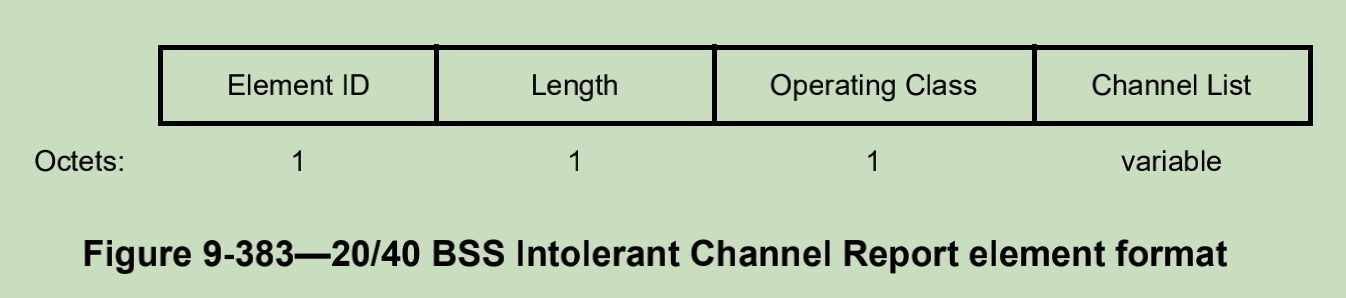 Element ID Length Operating Class Channel List
Octets: 1 1 1 variable
Figure 9-383—20/40 BSS Intolerant Channel Report element format